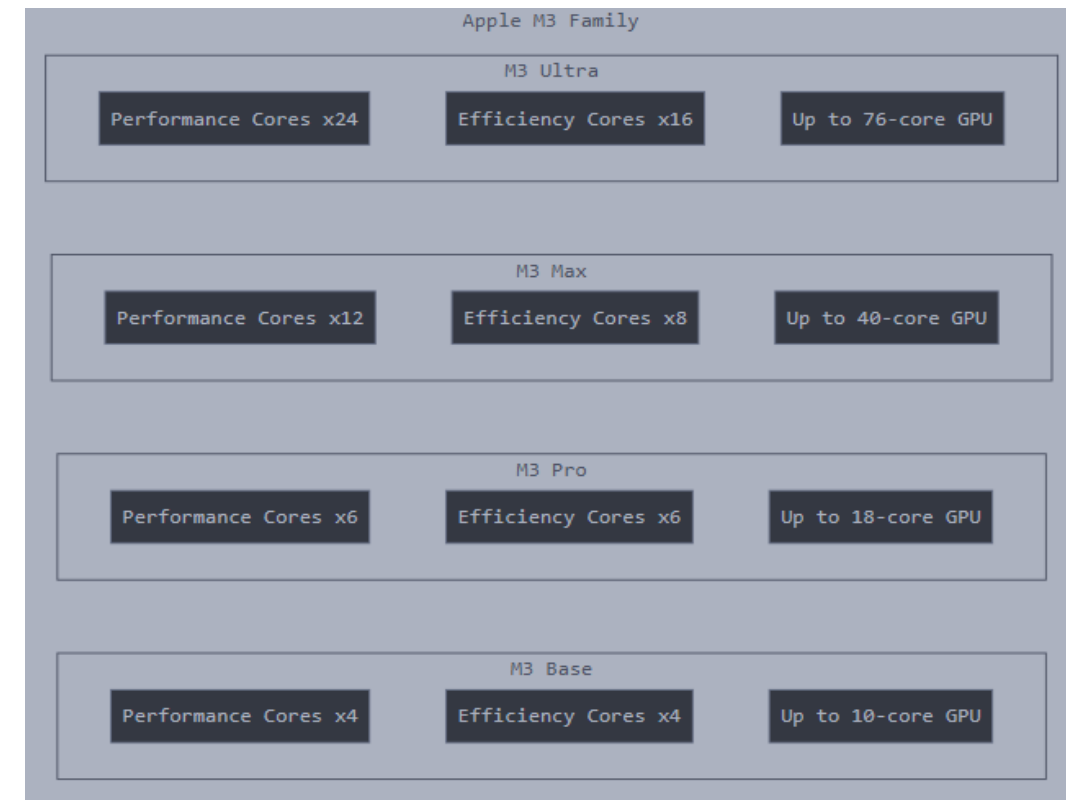 Apple M3 Family
M3 Ultra
Performance Cores x24 Efficiency Cores x16 Up to 76-core GPU
M3 Max
Performance Cores x12 Efficiency Cores x8 Up to 40-core GPU
M3 Pro
Performance Cores x6 Efficiency Cores x6 Up to 18-core GPU
M3 Base
Performance Cores x4 Efficiency Cores x4 Up to 10-core GPU